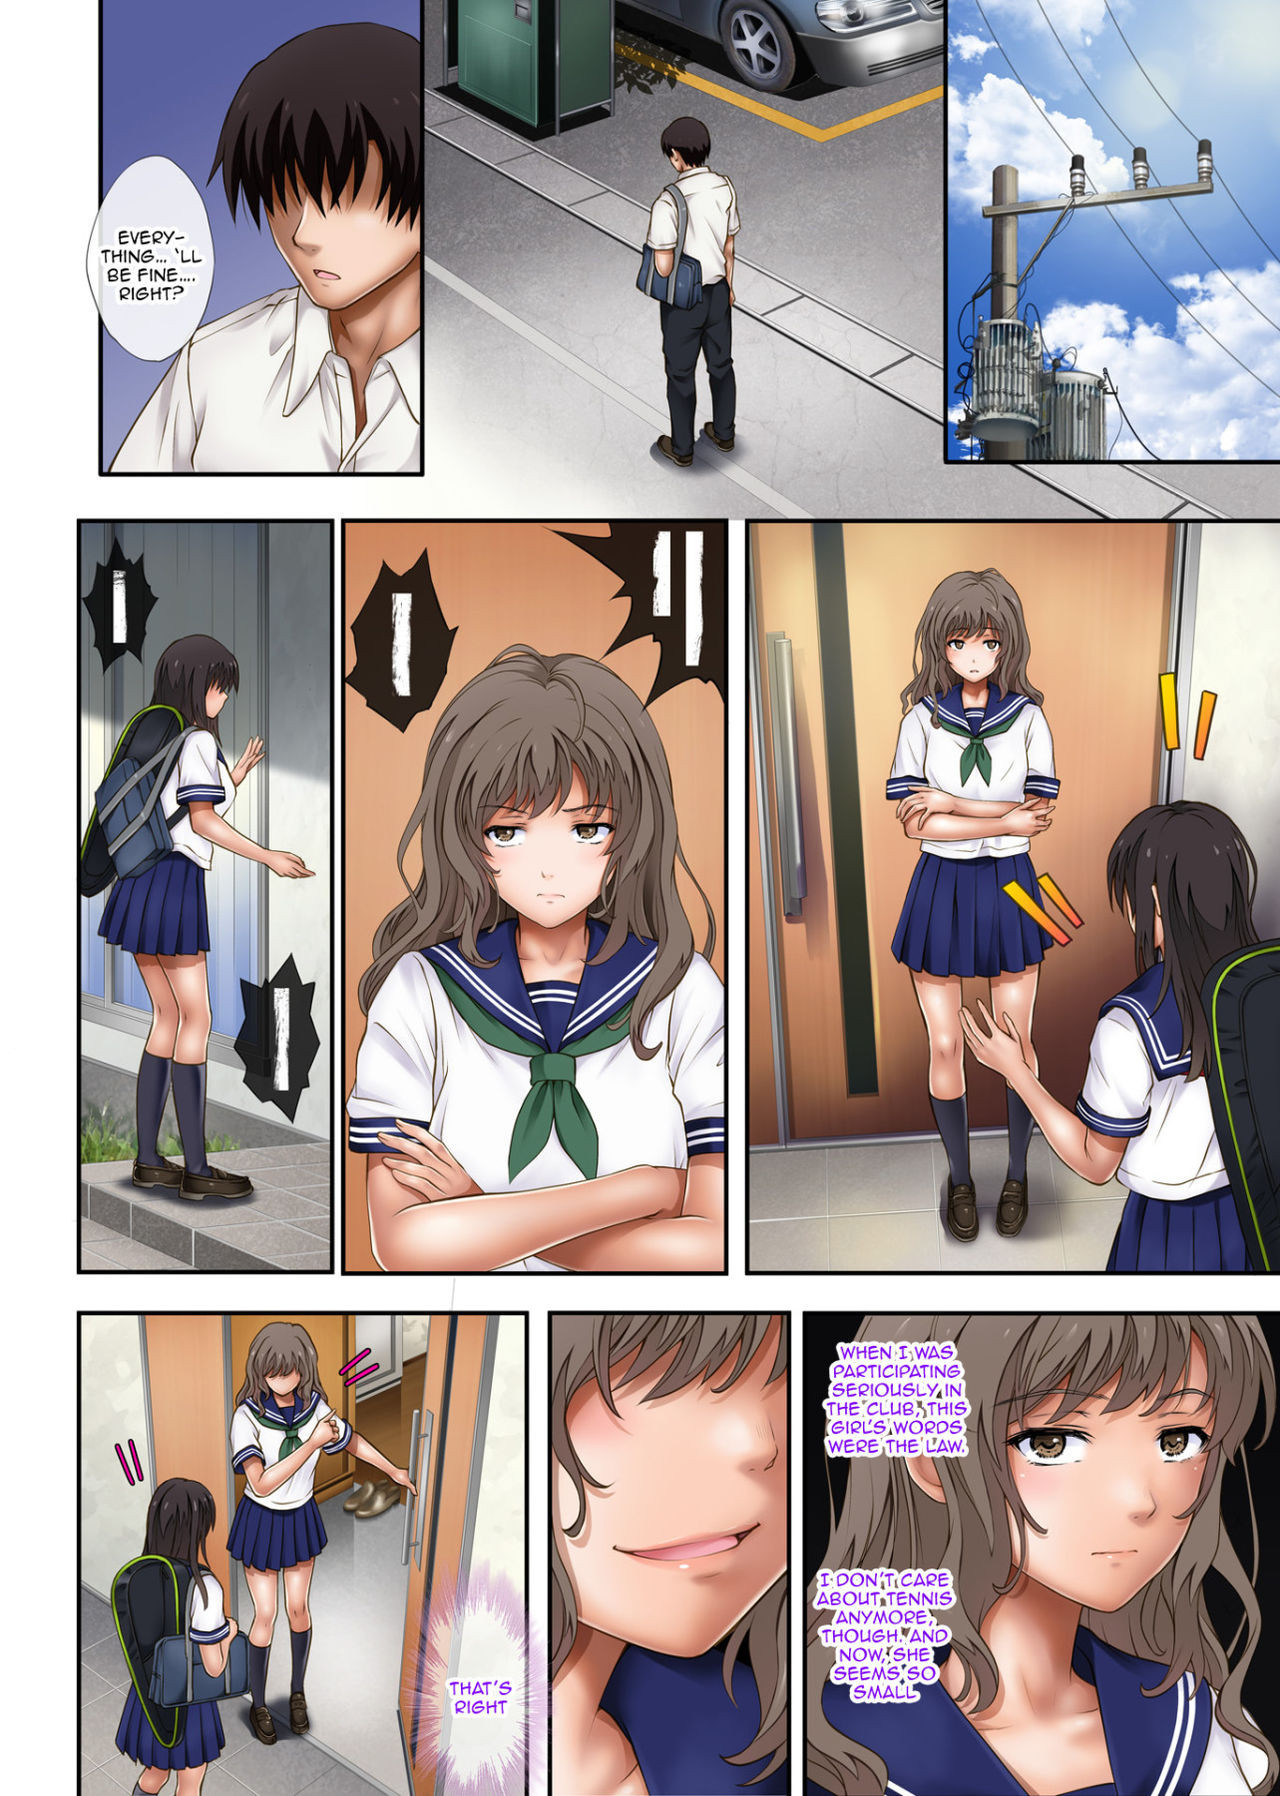 EVERY-
THING... 'LL
BE FINE....
RIGHT?
WHEN I WAS
PARTICIPATING
SERIOUSLY IN
THE CLUB, THIS
GIRL'S WORDS
WERE THE LAW.
I DON'T CARE
ABOUT TENNIS
ANYMORE,
THOUGH. AND
NOW, SHE
SEEMS SO
SMALL
THAT'S
RIGHT